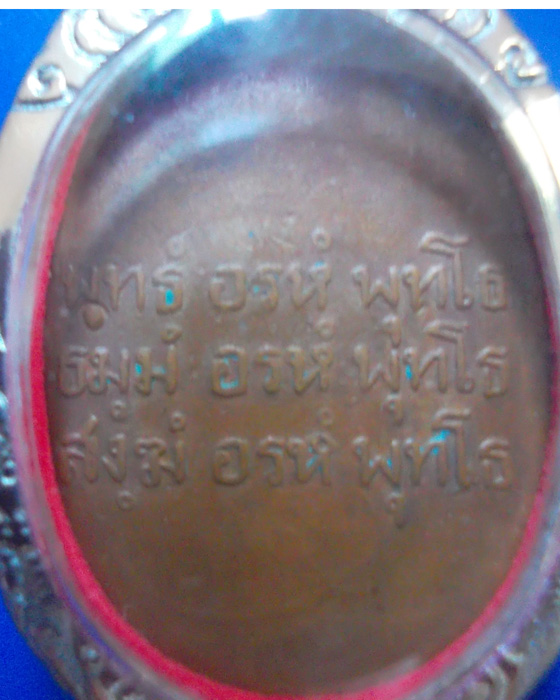 พุทธํ อรหํ พุทโธ
ธมฺมํ อรหํ พุทโธ
สงฺฆํ อรหํ พุทโธ